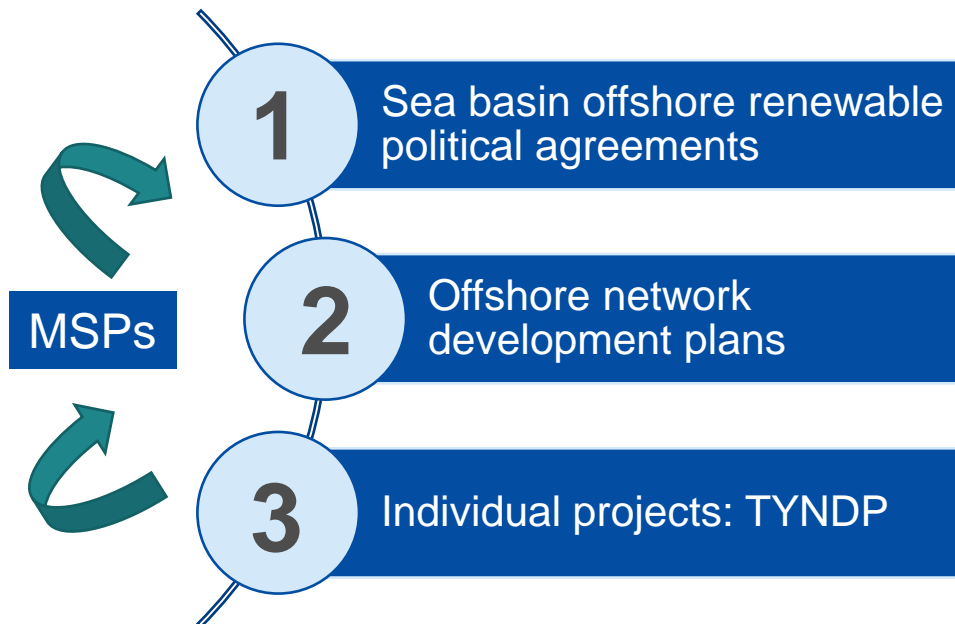 1
Sea basin offshore renewable
political agreements
MSPs
2
Offshore network
development plans
3
Individual projects: TYNDP